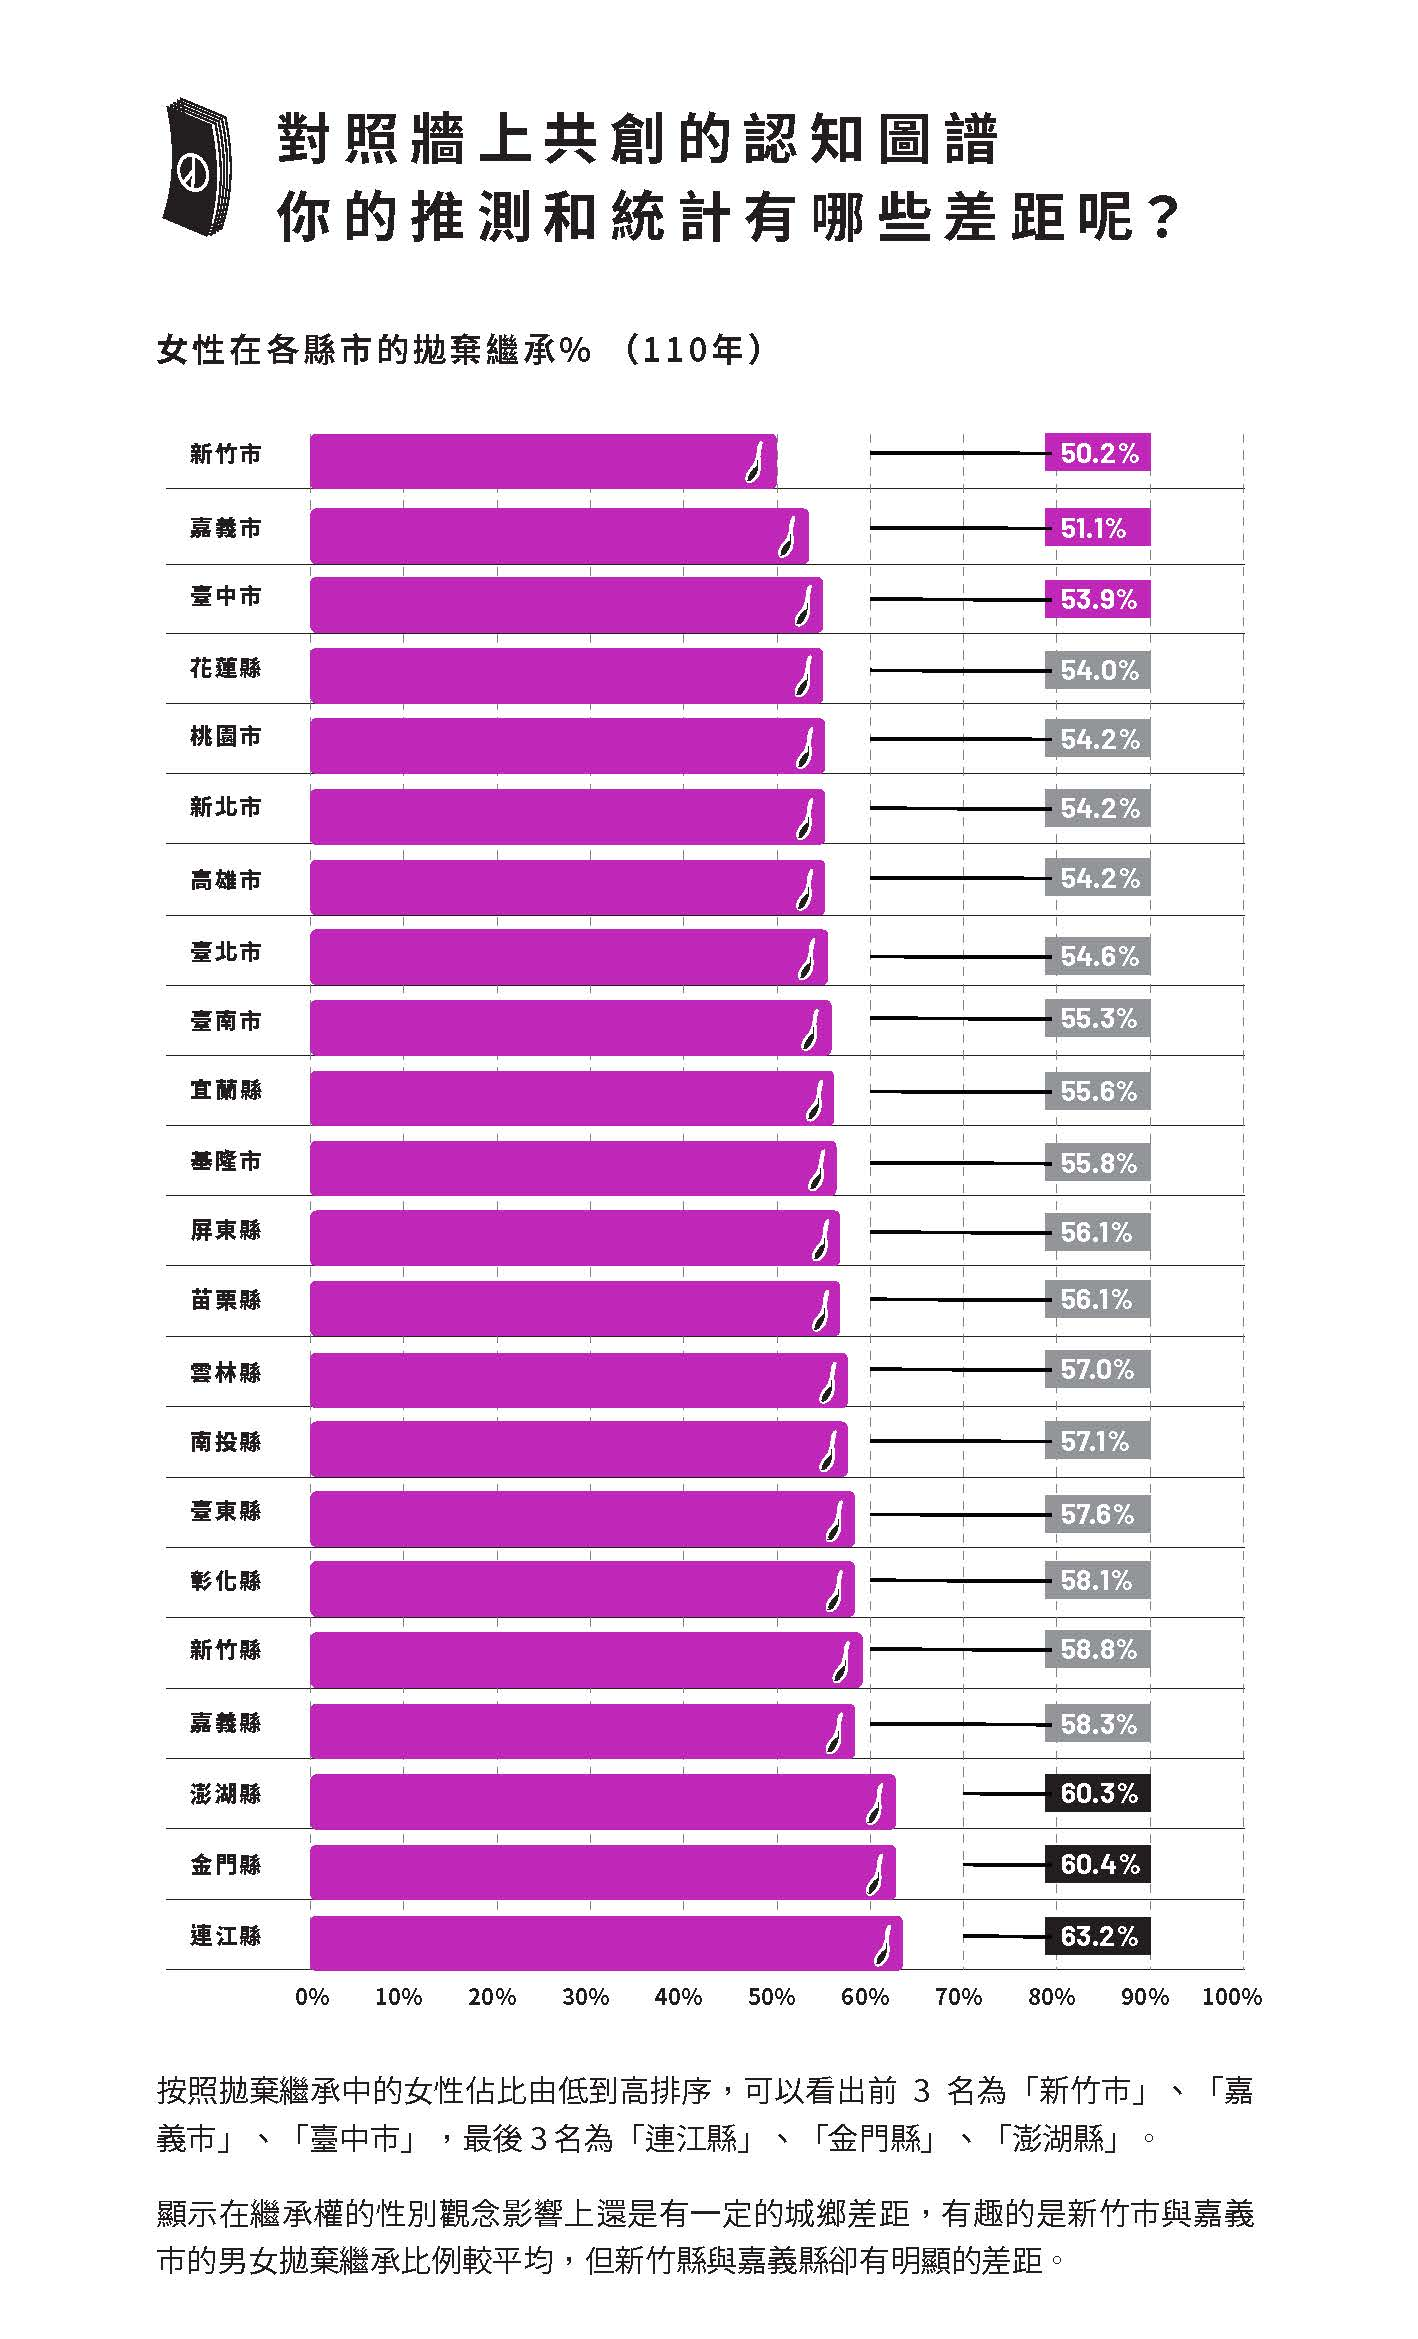 對照牆上共創的認知圖譜
你的推測和統計有哪些差距呢？
女性在各縣市的拋棄繼承% （110年）
新竹市 50.2%
嘉義市 51.1%
臺中市 53.9%
花蓮縣 54.0%
桃園市 54.2%
新北市 54.2%
高雄市 54.2%
臺北市 54.6%
臺南市 55.3%
宜蘭縣 55.6%
基隆市 55.8%
屏東縣 56.1%
苗栗縣 56.1%
雲林縣 57.0%
南投縣 57.1%
臺東縣 57.6%
彰化縣 58.1%
新竹縣 58.8%
嘉義縣 58.3%
澎湖縣 60.3%
金門縣 60.4%
連江縣 63.2%
0% 10% 20% 30% 40% 50% 60% 70% 80% 90% 100%
按照拋棄繼承中的女性佔比由低到高排序，可以看出前 3 名為「新竹市」、「嘉
義市」、「臺中市」，最後 3 名為「連江縣」、「金門縣」、「澎湖縣」。
顯示在繼承權的性別觀念影響上還是有一定的城鄉差距，有趣的是新竹市與嘉義
市的男女拋棄繼承比例較平均，但新竹縣與嘉義縣卻有明顯的差距。